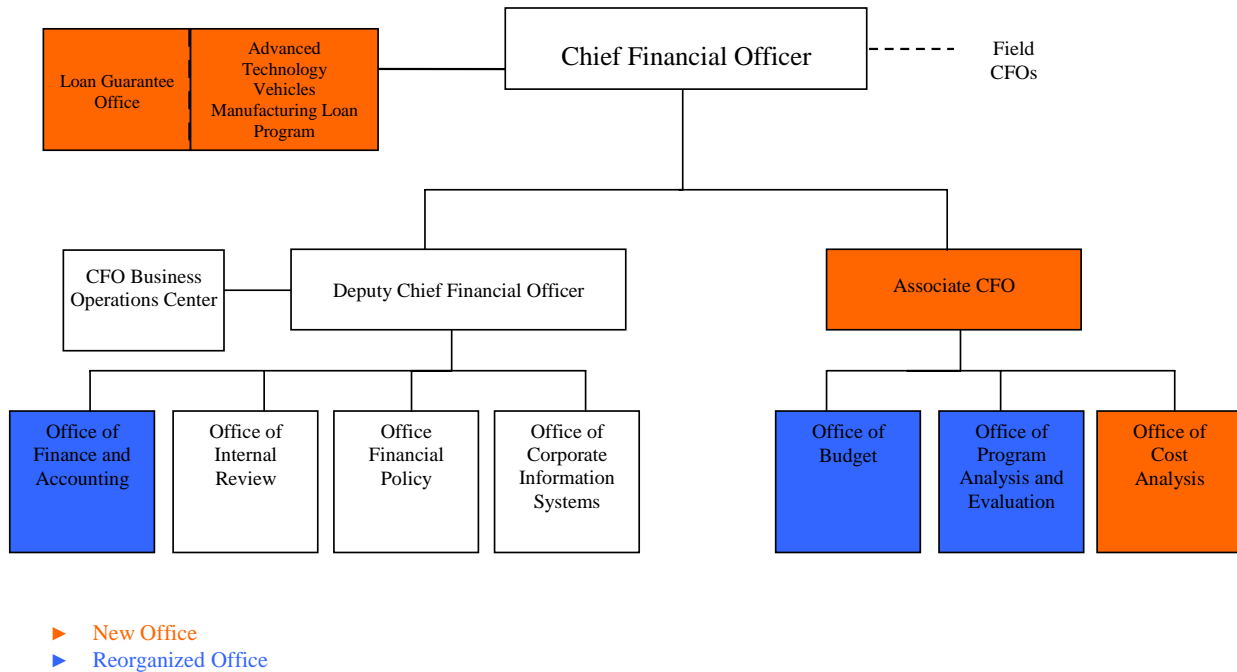 Loan Guarantee
Office
Advanced
Technology
Vehicles
Manufacturing Loan
Program
Chief Financial Officer
Field
CFOs
CFO Business
Operations Center
Deputy Chief Financial Officer
Associate CFO
Office of
Finance and
Accounting
Office of
Internal
Review
Office
Financial
Policy
Office of
Corporate
Information
Systems
Office of
Budget
Office of
Program
Analysis and
Evaluation
Office of
Cost
Analysis
► New Office
► Reorganized Office